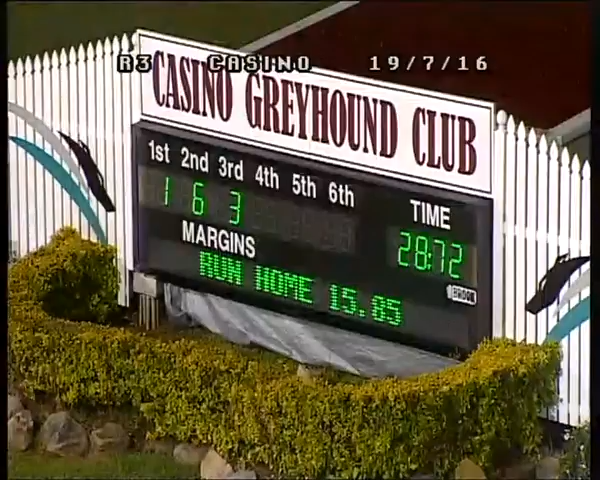 R3 CASINO 19/7/16
CASINO GREYHOUND CLUB
1st 2nd 3rd 4th 5th 6th
1 6 3
TIME
28:72
MARGINS
RUN HOME 15.85
BROOK